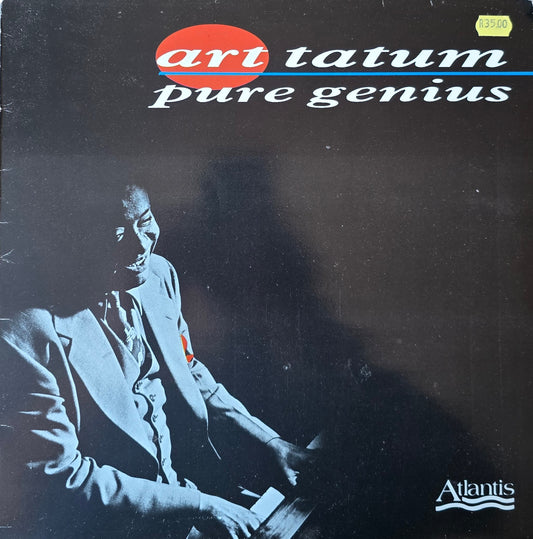 R35.00
art tatum
pure genius
Atlantis